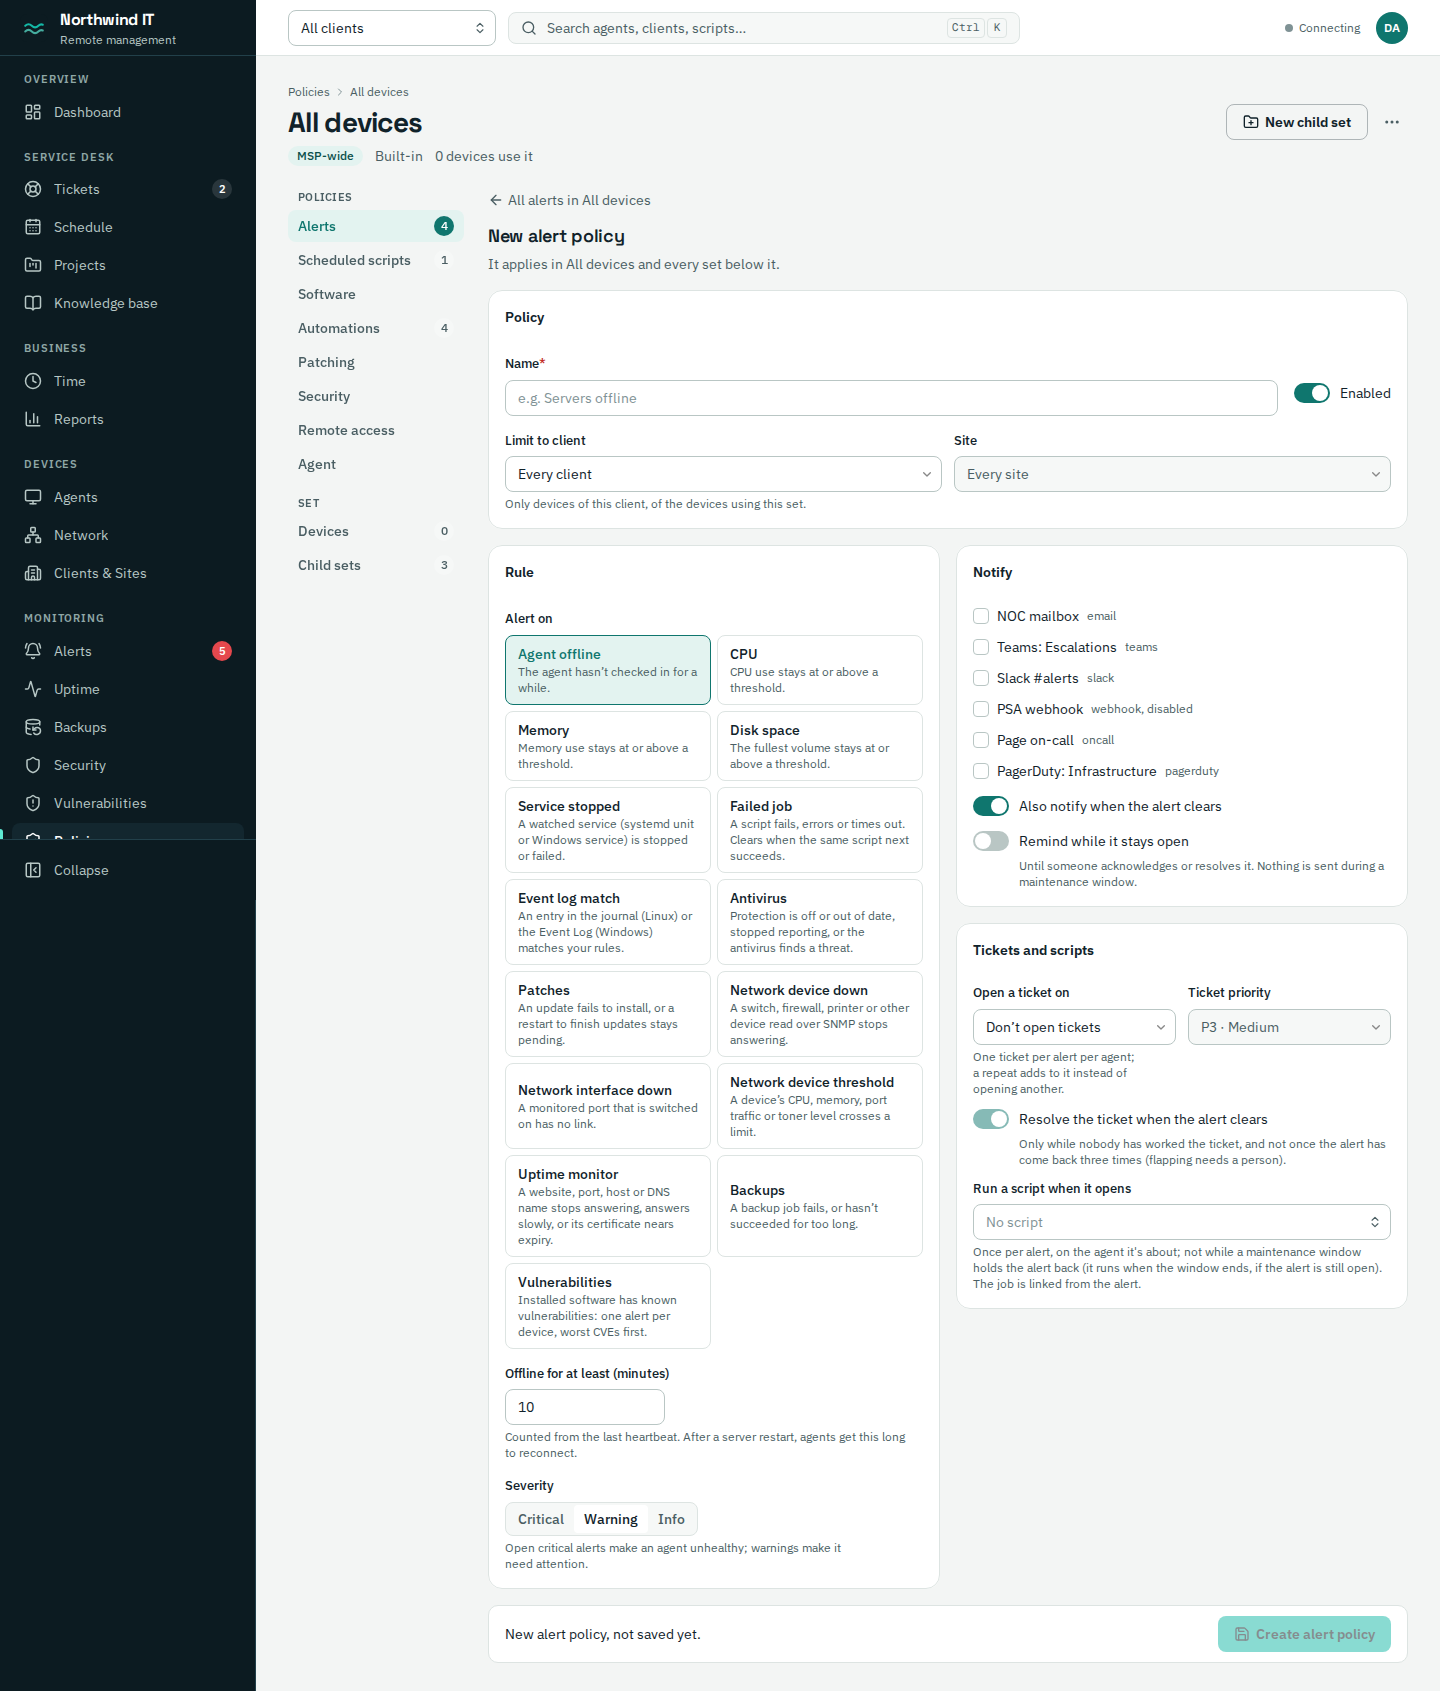 Northwind IT
Remote management
All clients
Search agents, clients, scripts...
Ctrl K
Connecting
DA
OVERVIEW
Dashboard
SERVICE DESK
Tickets 2
Schedule
Projects
Knowledge base
BUSINESS
Time
Reports
DEVICES
Agents
Network
Clients & Sites
MONITORING
Alerts 5
Uptime
Backups
Security
Vulnerabilities
Collapse
Policies > All devices
All devices
New child set
MSP-wide Built-in 0 devices use it
POLICIES
Alerts 4
Scheduled scripts 1
Software
Automations 4
Patching
Security
Remote access
Agent
SET
Devices 0
Child sets 3
← All alerts in All devices
New alert policy
It applies in All devices and every set below it.
Policy
Name*
e.g. Servers offline
Enabled
Limit to client
Every client
Only devices of this client, of the devices using this set.
Site
Every site
Rule
Alert on
Agent offline
The agent hasn’t checked in for a
while.
CPU
CPU use stays at or above a
threshold.
Memory
Memory use stays at or above a
threshold.
Disk space
The fullest volume stays at or
above a threshold.
Service stopped
A watched service (systemd unit
or Windows service) is stopped
or failed.
Failed job
A script fails, errors or times out.
Clears when the same script next
succeeds.
Event log match
An entry in the journal (Linux) or
the Event Log (Windows)
matches your rules.
Antivirus
Protection is off or out of date,
stopped reporting, or the
antivirus finds a threat.
Patches
An update fails to install, or a
restart to finish updates stays
pending.
Network device down
A switch, firewall, printer or other
device read over SNMP stops
answering.
Network interface down
A monitored port that is switched
on has no link.
Network device threshold
A device’s CPU, memory, port
traffic or toner level crosses a
limit.
Uptime monitor
A website, port, host or DNS
name stops answering, answers
slowly, or its certificate nears
expiry.
Backups
A backup job fails, or hasn’t
succeeded for too long.
Vulnerabilities
Installed software has known
vulnerabilities: one alert per
device, worst CVEs first.
Offline for at least (minutes)
10
Counted from the last heartbeat. After a server restart, agents get this long
to reconnect.
Severity
Critical Warning Info
Open critical alerts make an agent unhealthy; warnings make it
need attention.
Notify
NOC mailbox email
Teams: Escalations teams
Slack #alerts slack
PSA webhook webhook, disabled
Page on-call oncall
PagerDuty: Infrastructure pagerduty
Also notify when the alert clears
Remind while it stays open
Until someone acknowledges or resolves it. Nothing is sent during a
maintenance window.
Tickets and scripts
Open a ticket on
Don’t open tickets
One ticket per alert per agent;
a repeat adds to it instead of
opening another.
Ticket priority
P3 · Medium
Resolve the ticket when the alert clears
Only while nobody has worked the ticket, and not once the alert has
come back three times (flapping needs a person).
Run a script when it opens
No script
Once per alert, on the agent it's about; not while a maintenance window
holds the alert back (it runs when the window ends, if the alert is still open).
The job is linked from the alert.
New alert policy, not saved yet.
Create alert policy